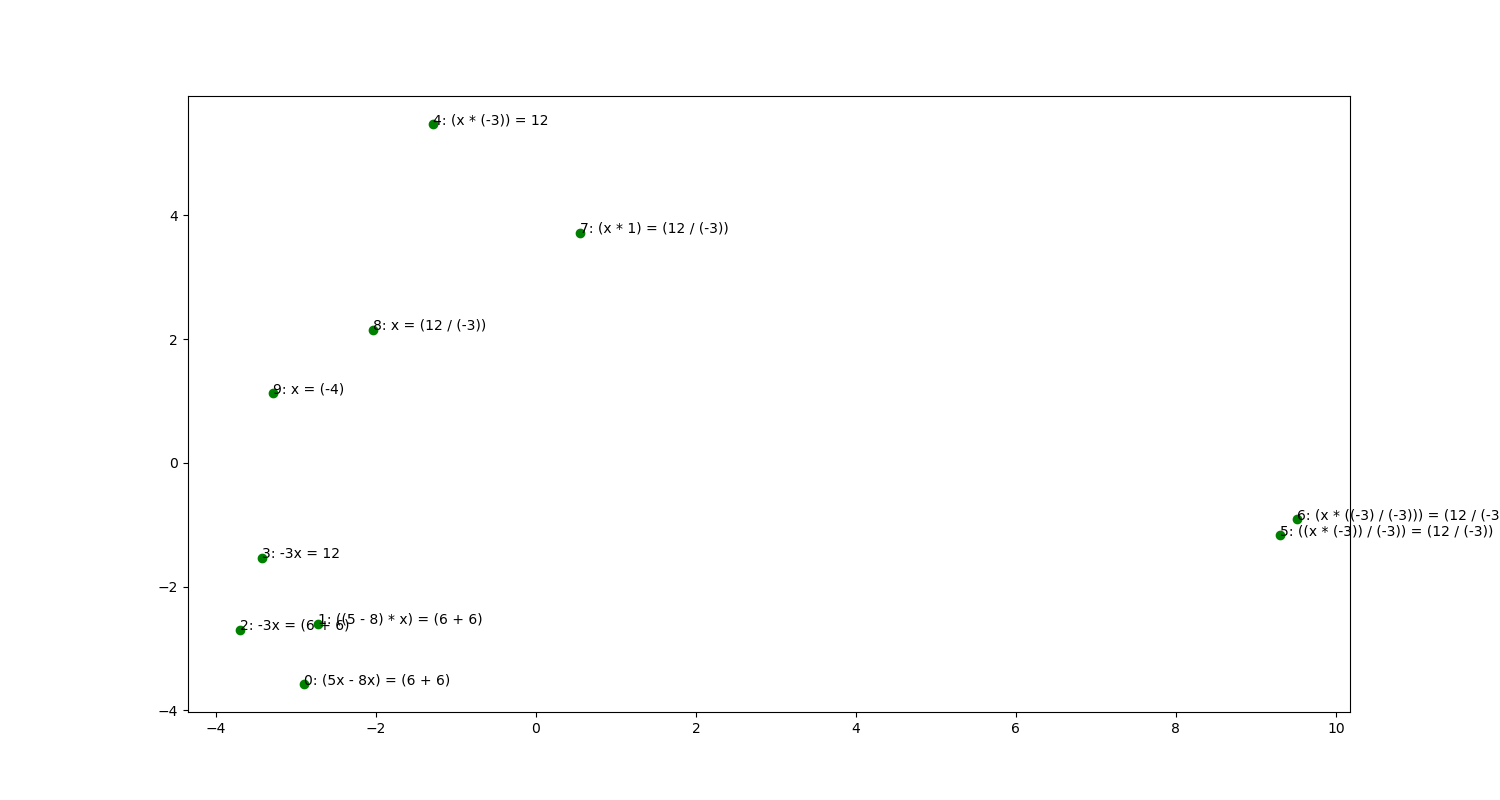 4: (x * (-3)) = 12
4
7: (x * 1) = (12 / (-3))
2
8: x = (12 / (-3))
9: x = (-4)
0
6: (x * ((-3) / (-3))) = (12 / (-3
5: ((x * (-3)) / (-3)) = (12 / (-3))
3: -3x = 12
−2
1: ((5 - 8) * x) = (6 + 6)
2: -3x = (6 + 6)
0: (5x - 8x) = (6 + 6)
−4
−4 −2 0 2 4 6 8 10